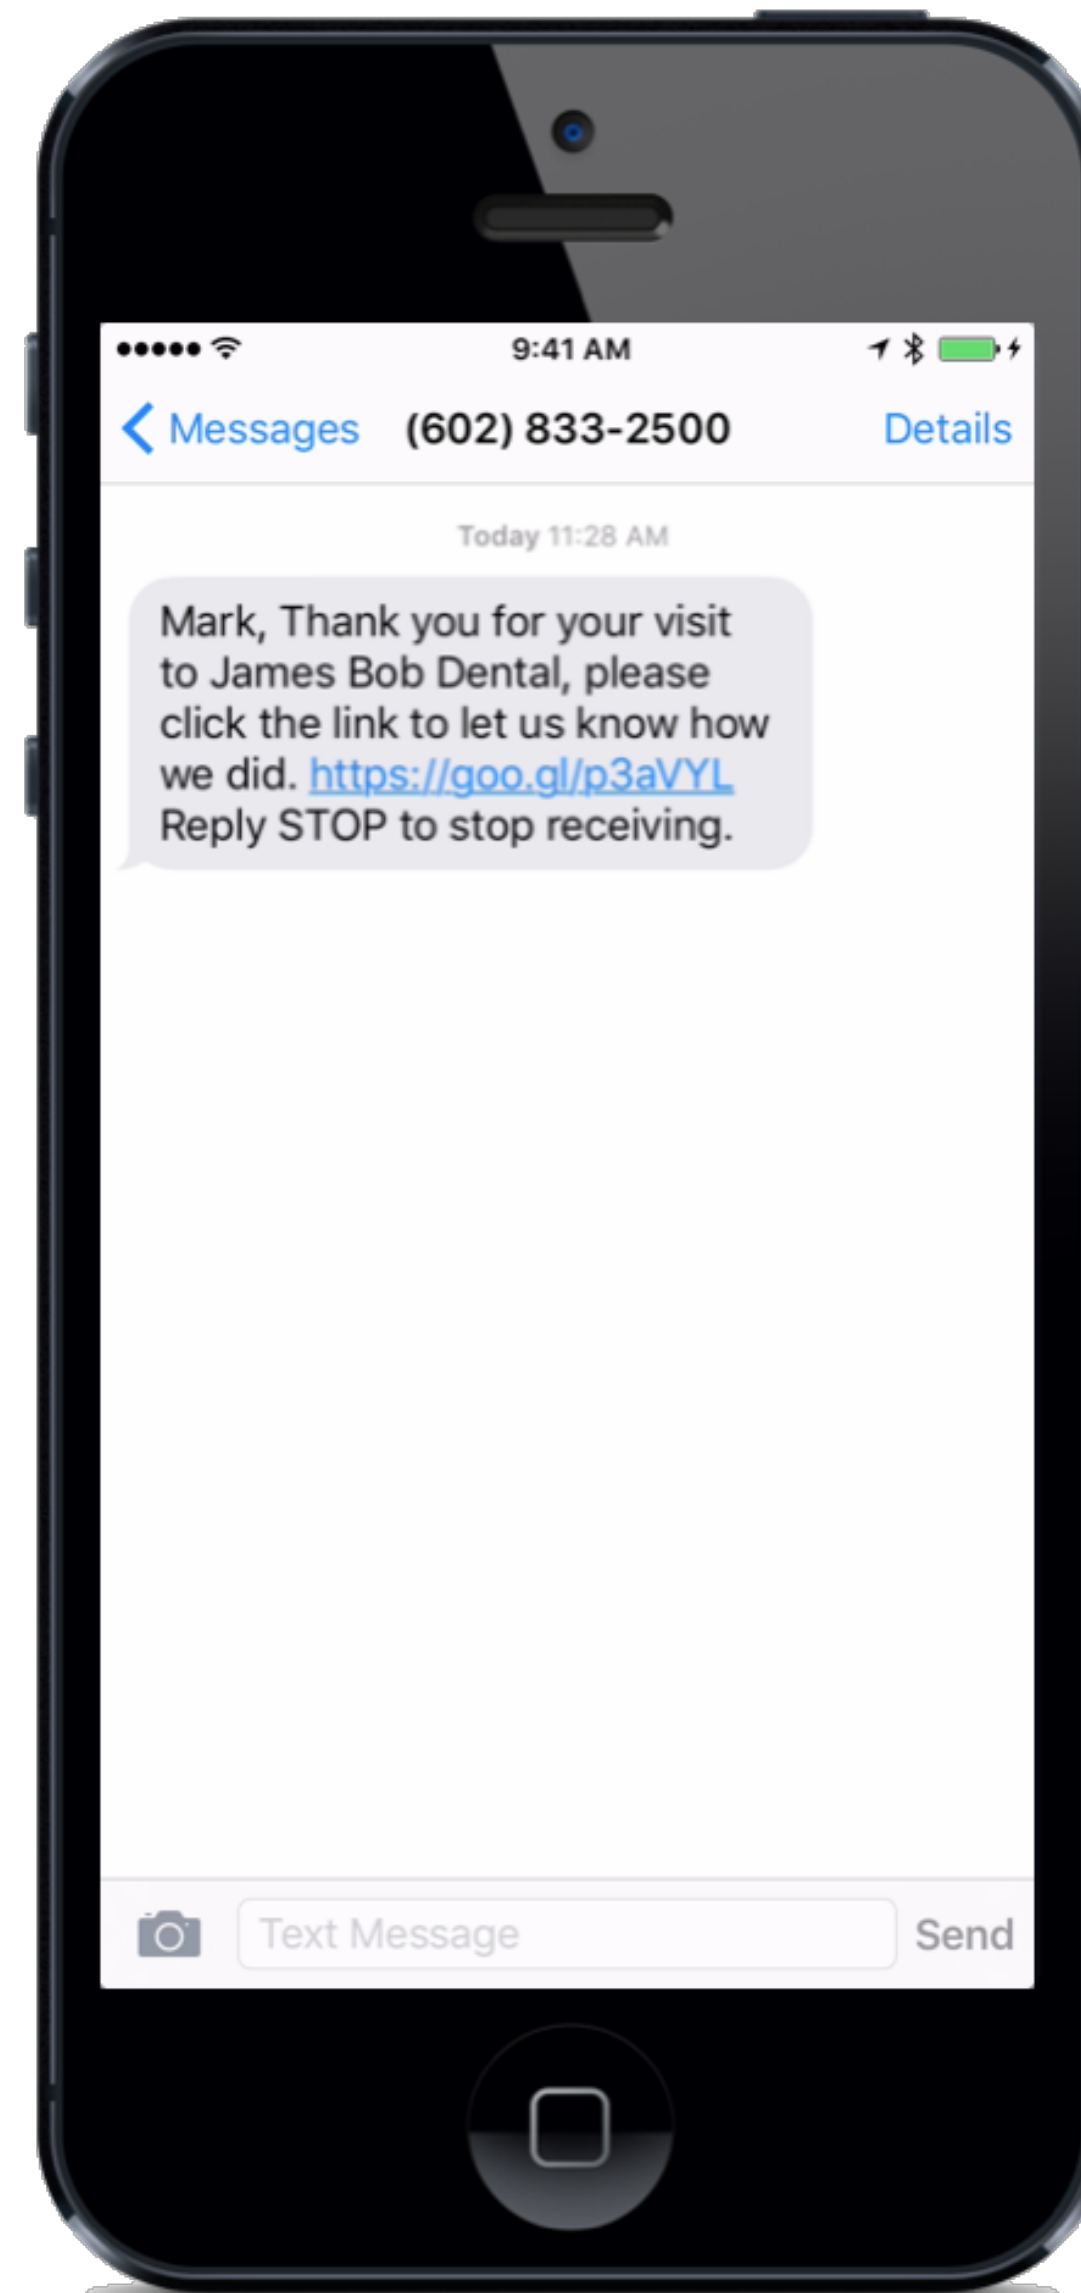 9:41 AM
Messages (602) 833-2500 Details
Today 11:28 AM
Mark, Thank you for your visit
to James Bob Dental, please
click the link to let us know how
we did. https://goo.gl/p3aVYL
Reply STOP to stop receiving.
Text Message Send